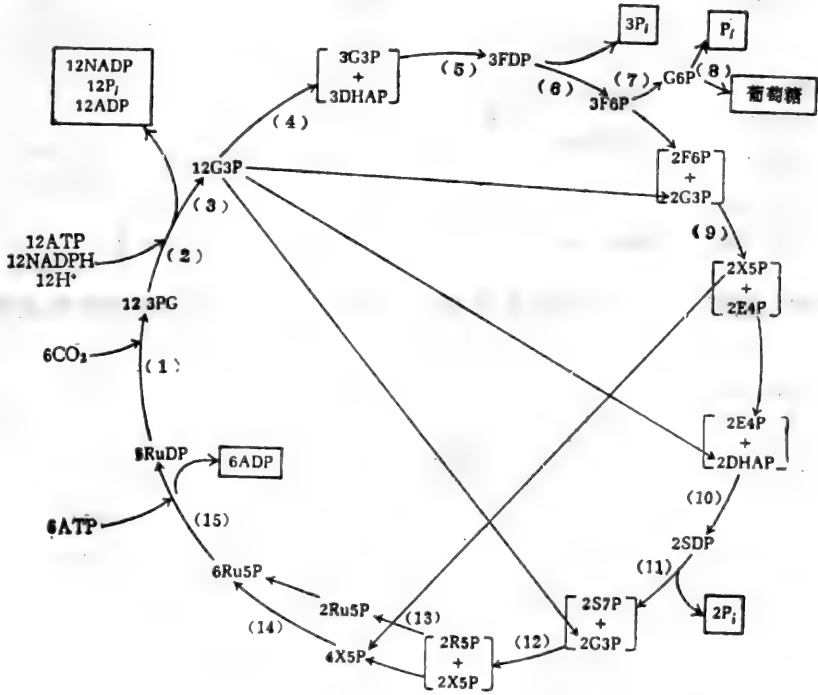 12NADP
12Pi
12ADP
3G3P
+
3DHAP
(5)
3FDP
3Pi
(6)
3F6P
(7)
G6P
Pi
(8)
葡萄糖
(4)
12G3P
(3)
(2)
12ATP
12NADPH
12H+
12 3PG
6CO2
(1)
2F6P
+
2G3P
(9)
2X5P
+
2E4P
2E4P
+
2DHAP
(10)
2SDP
(11)
2Pi
2S7P
+
2G3P
(12)
2R5P
+
2X5P
(13)
2Ru5P
4X5P
(14)
6Ru5P
(15)
6ATP
6ADP
RuDP